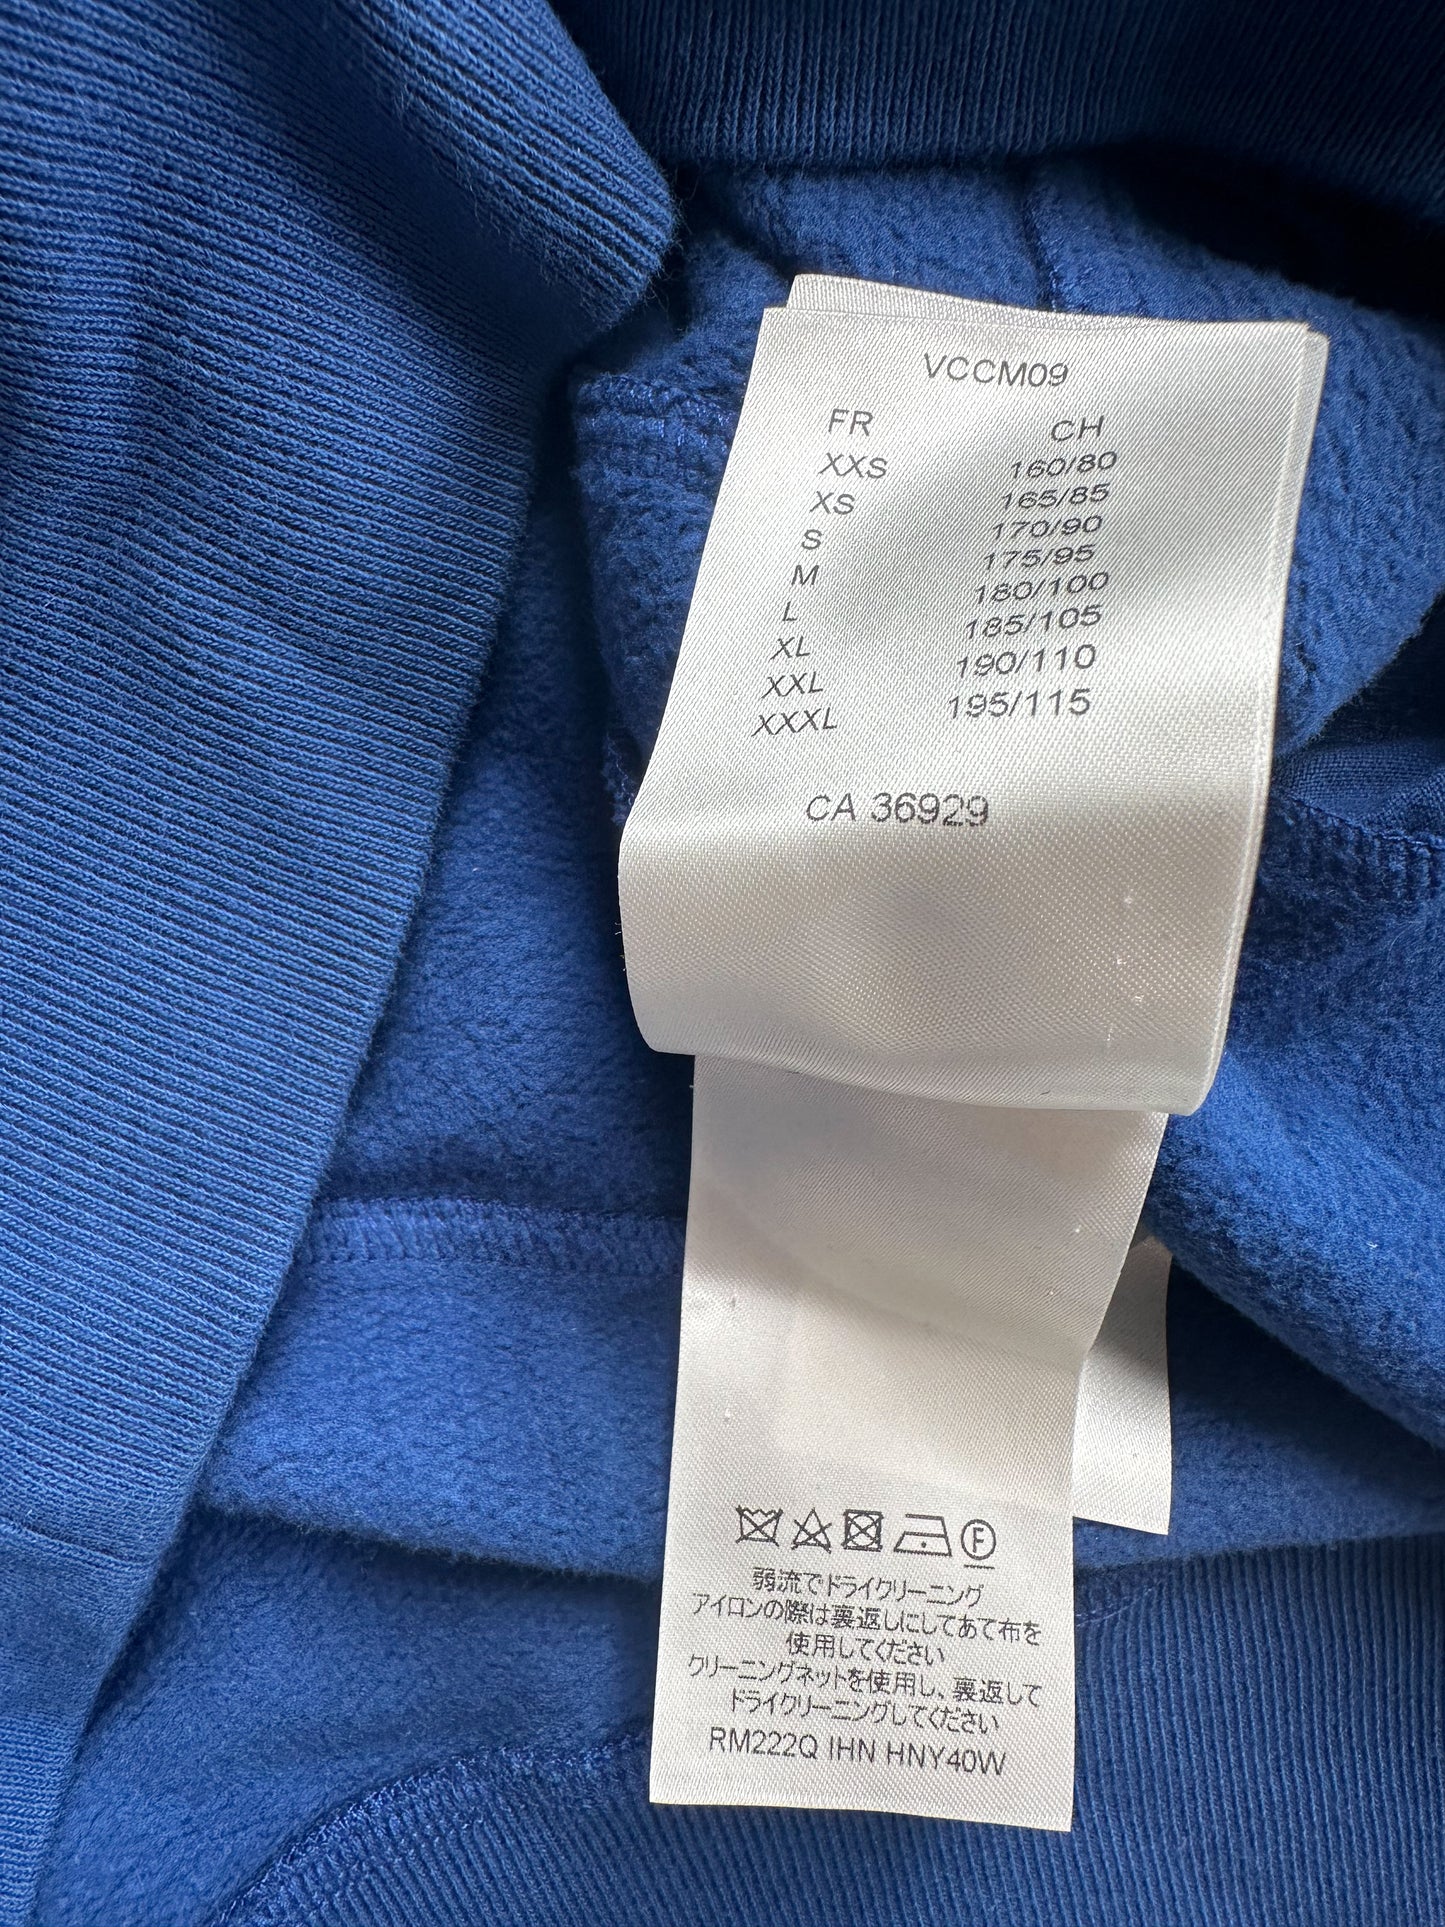 VCCM09
FR CH
XXS 160/80
XS 165/85
S 170/90
M 175/95
L 180/100
XL 185/105
XXL 190/110
XXXL 195/115
CA 36929
F
弱流でドライクリーニング
アイロンの際は裏返しにしてあて布を
使用してください
クリーニングネットを使用し、裏返して
ドライクリーニングしてください
RM222Q IHN HNY40W